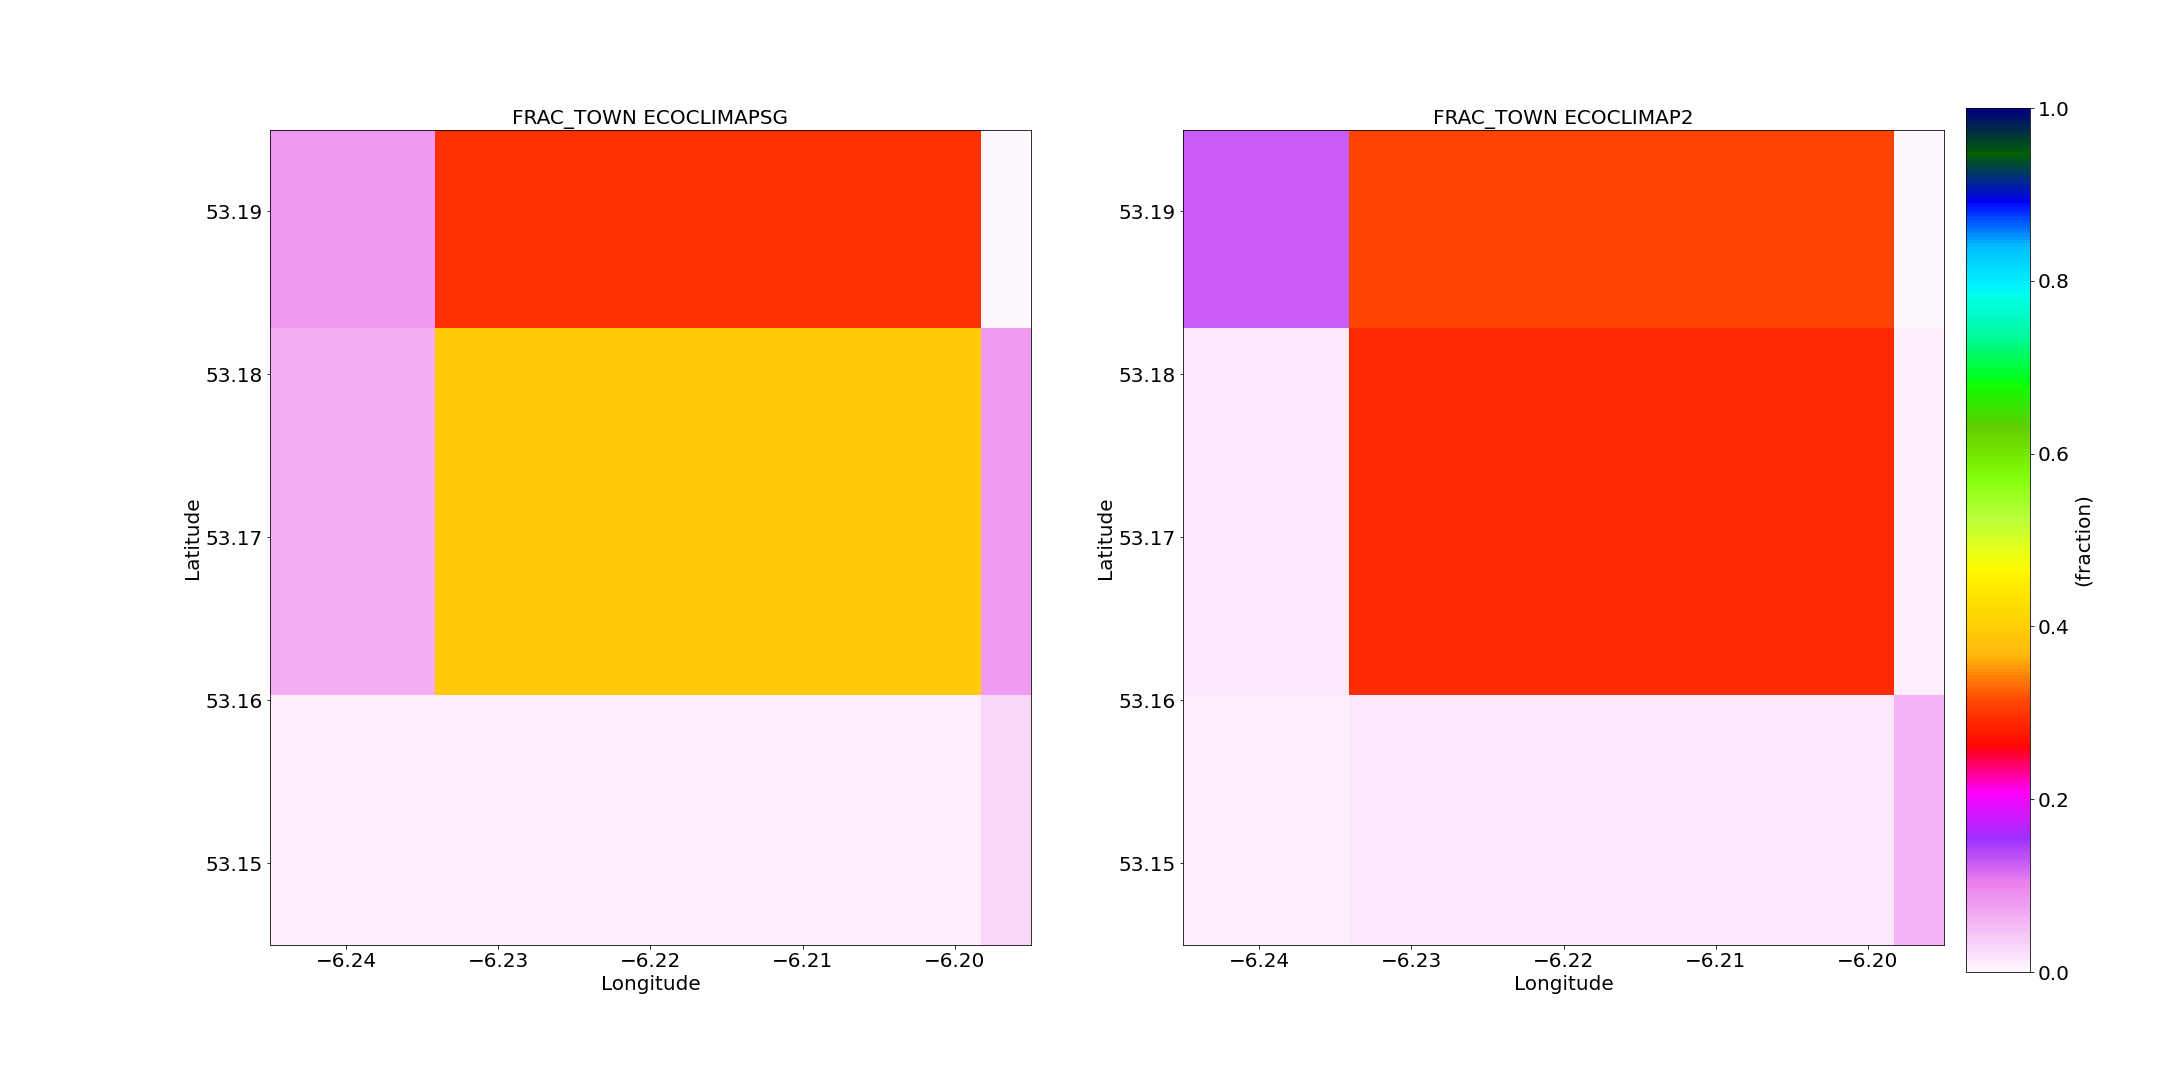 FRAC_TOWN ECOCLIMAPSG
53.19
53.18
53.17
53.16
53.15
Latitude
−6.24 −6.23 −6.22 −6.21 −6.20
Longitude
FRAC_TOWN ECOCLIMAP2
53.19
53.18
53.17
53.16
53.15
Latitude
−6.24 −6.23 −6.22 −6.21 −6.20
Longitude
1.0
0.8
0.6
0.4
0.2
0.0
(fraction)